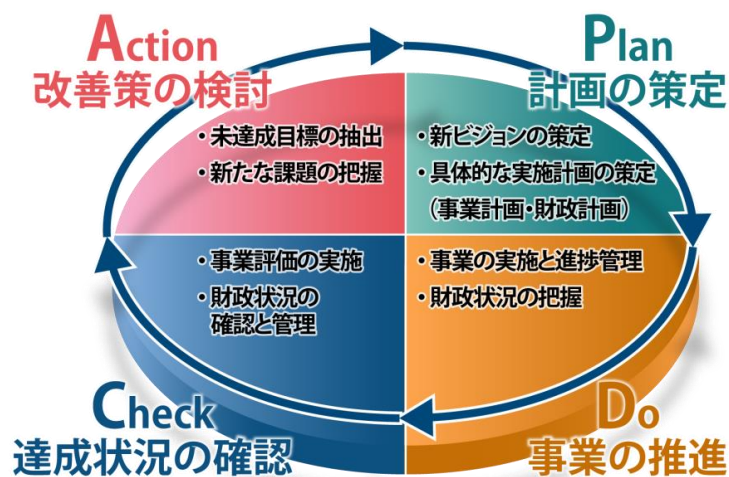 Action
改善策の検討
・未達成目標の抽出
・新たな課題の把握
Plan
計画の策定
・新ビジョンの策定
・具体的な実施計画の策定
（事業計画・財政計画）
・事業評価の実施
・財政状況の
確認と管理
Check
達成状況の確認
・事業の実施と進捗管理
・財政状況の把握
Do
事業の推進